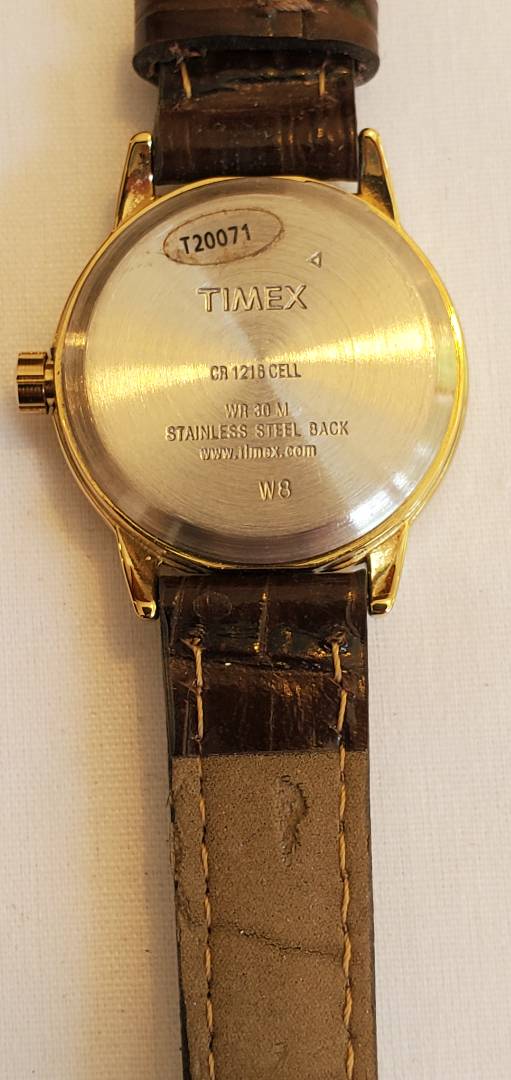 T20071
TIMEX
CR 1216 CELL
WR 30 M
STAINLESS STEEL BACK
www.timex.com
W8